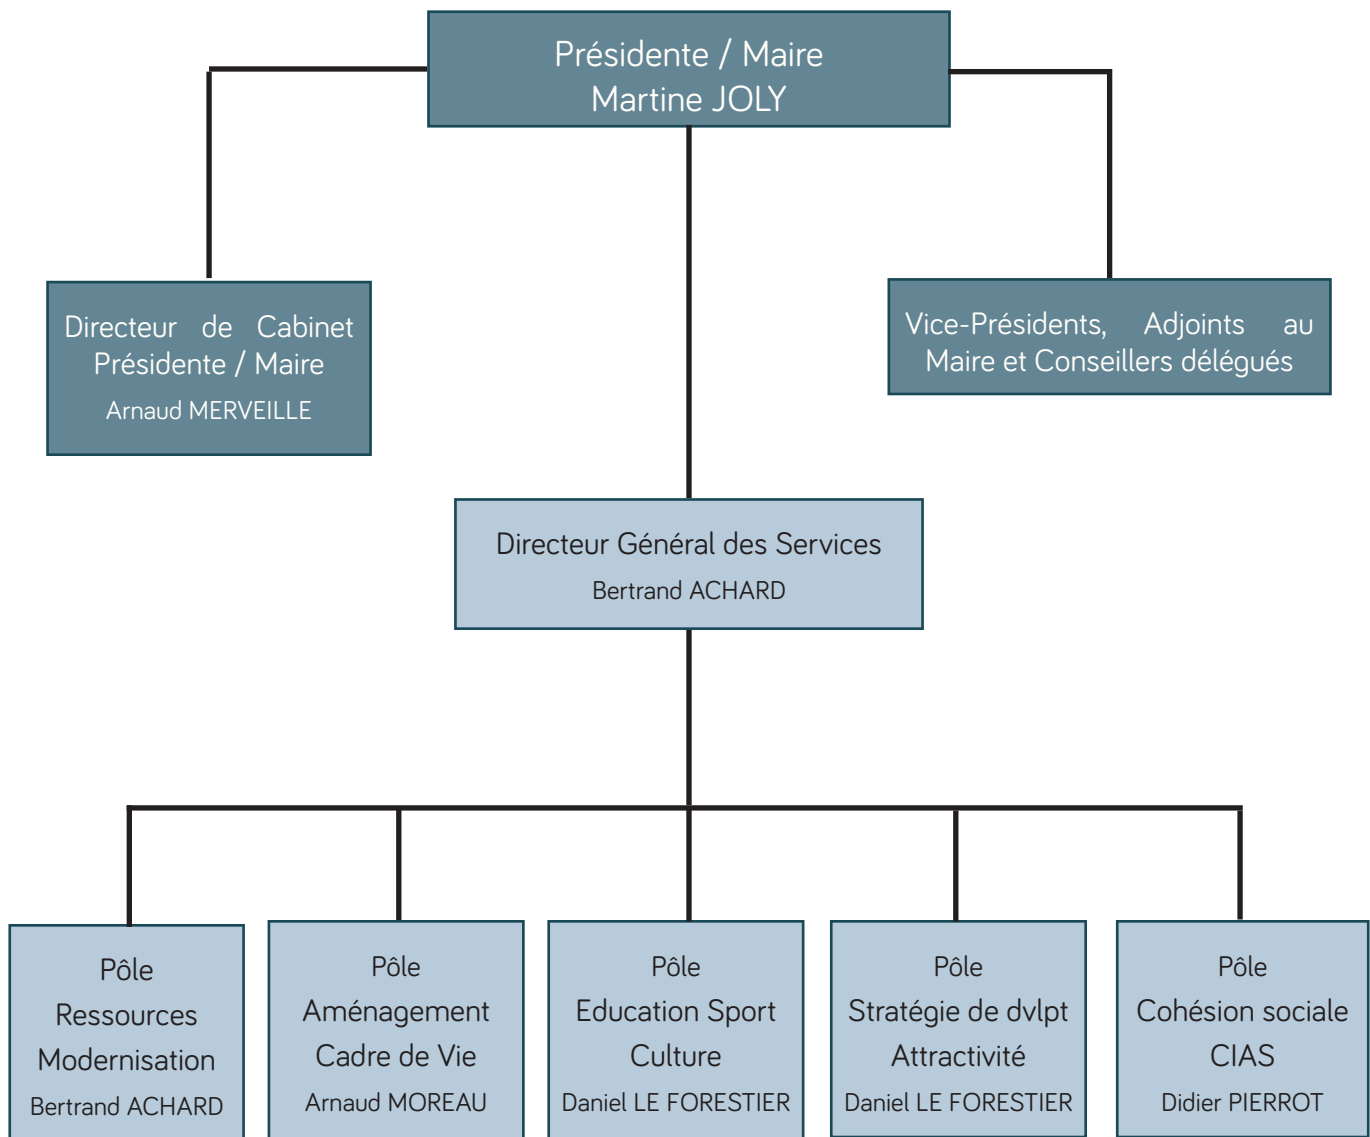 Présidente / Maire
Martine JOLY
Directeur de Cabinet
Présidente / Maire
Arnaud MERVEILLE
Vice-Présidents, Adjoints au
Maire et Conseillers délégués
Directeur Général des Services
Bertrand ACHARD
Pôle
Ressources
Modernisation
Bertrand ACHARD
Pôle
Aménagement
Cadre de Vie
Arnaud MOREAU
Pôle
Education Sport
Culture
Daniel LE FORESTIER
Pôle
Stratégie de dvlpt
Attractivité
Daniel LE FORESTIER
Pôle
Cohésion sociale
CIAS
Didier PIERROT